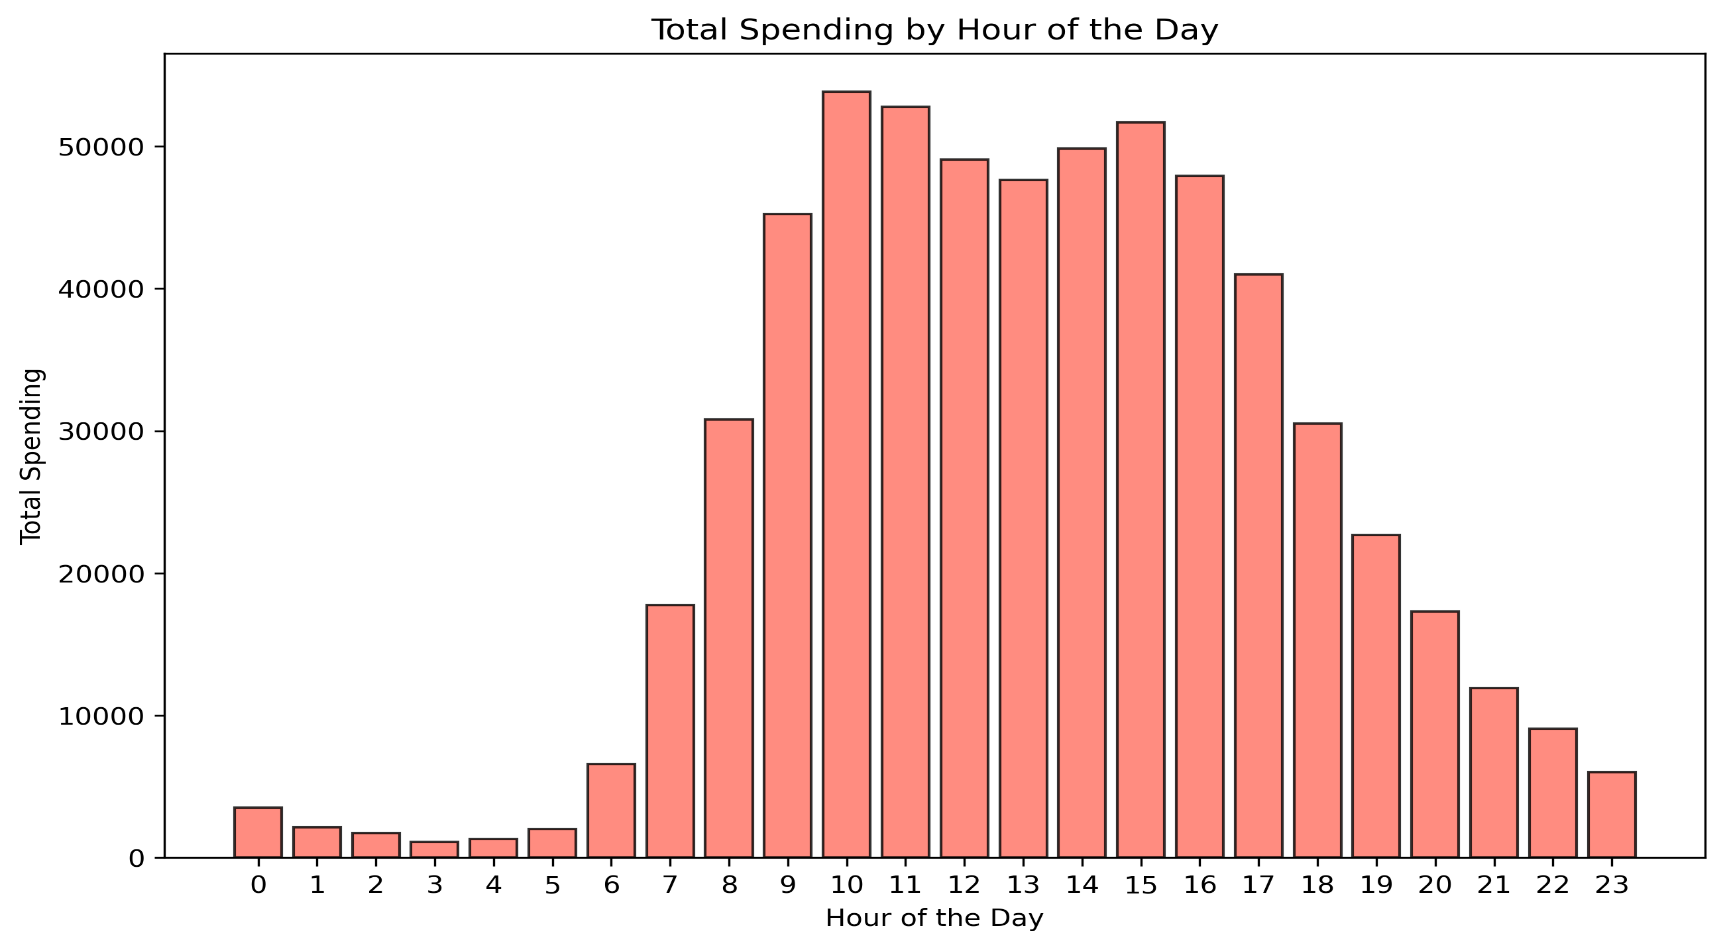 Total Spending by Hour of the Day
Total Spending
50000
40000
30000
20000
10000
0
0 1 2 3 4 5 6 7 8 9 10 11 12 13 14 15 16 17 18 19 20 21 22 23
Hour of the Day